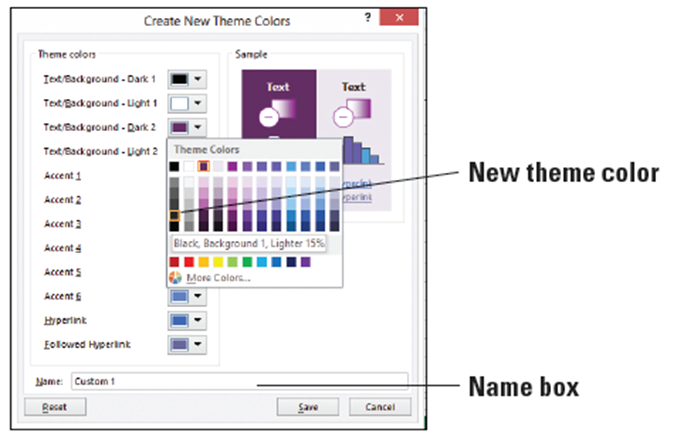 Create New Theme Colors
?
Theme colors
Sample
Text/Background - Dark 1
Text/Background - Light 1
Text/Background - Dark 2
Text/Background - Light 2
Accent 1
Accent 2
Accent 3
Accent 4
Accent 5
Accent 6
Hyperlink
Followed Hyperlink
Text
Text
Theme Colors
Black, Background 1, Lighter 15%
More Colors...
New theme color
Name: Custom 1
Name box
Reset
Save
Cancel